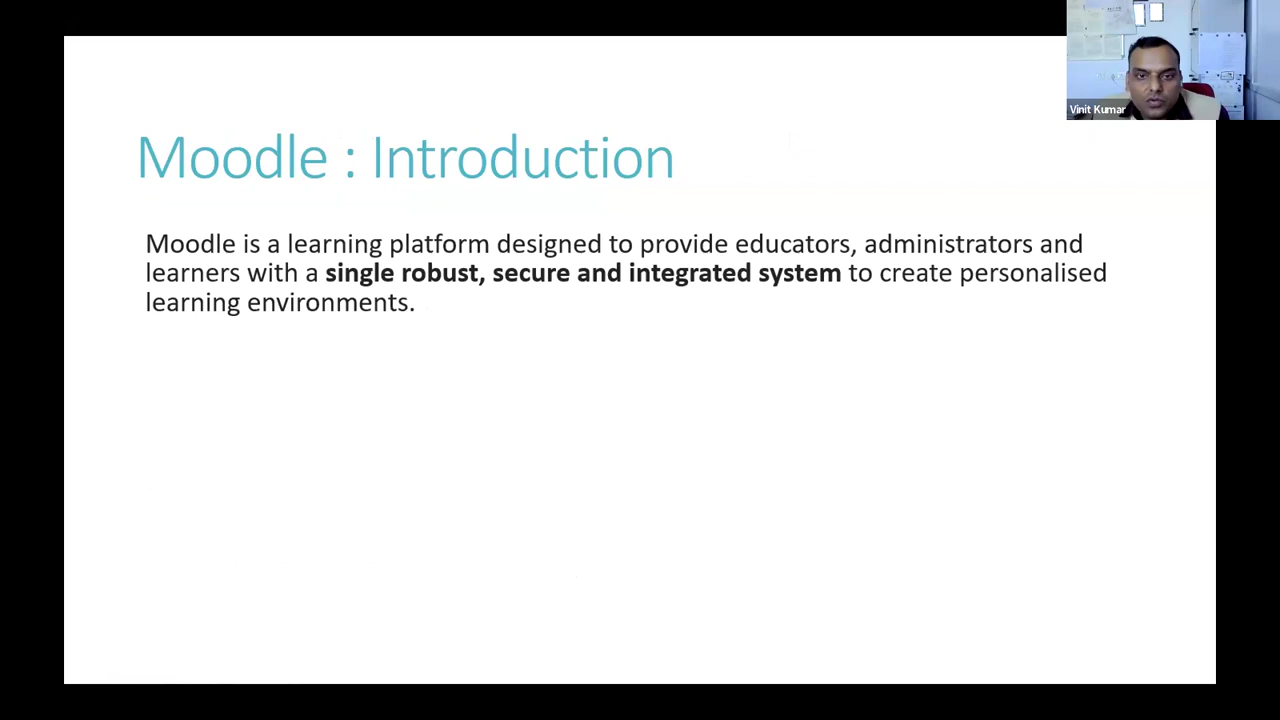 Vinit Kumar
Moodle : Introduction
Moodle is a learning platform designed to provide educators, administrators and
learners with a single robust, secure and integrated system to create personalised
learning environments.